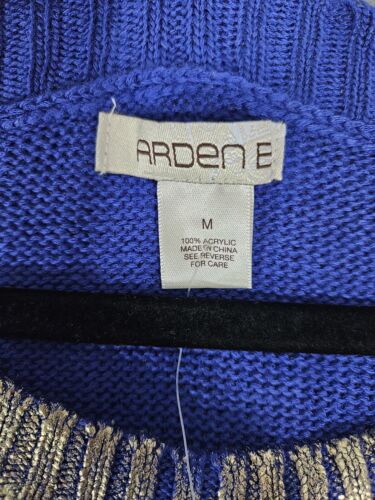 ARDEN E
M
100% ACRYLIC
MADE IN CHINA
SEE REVERSE
FOR CARE